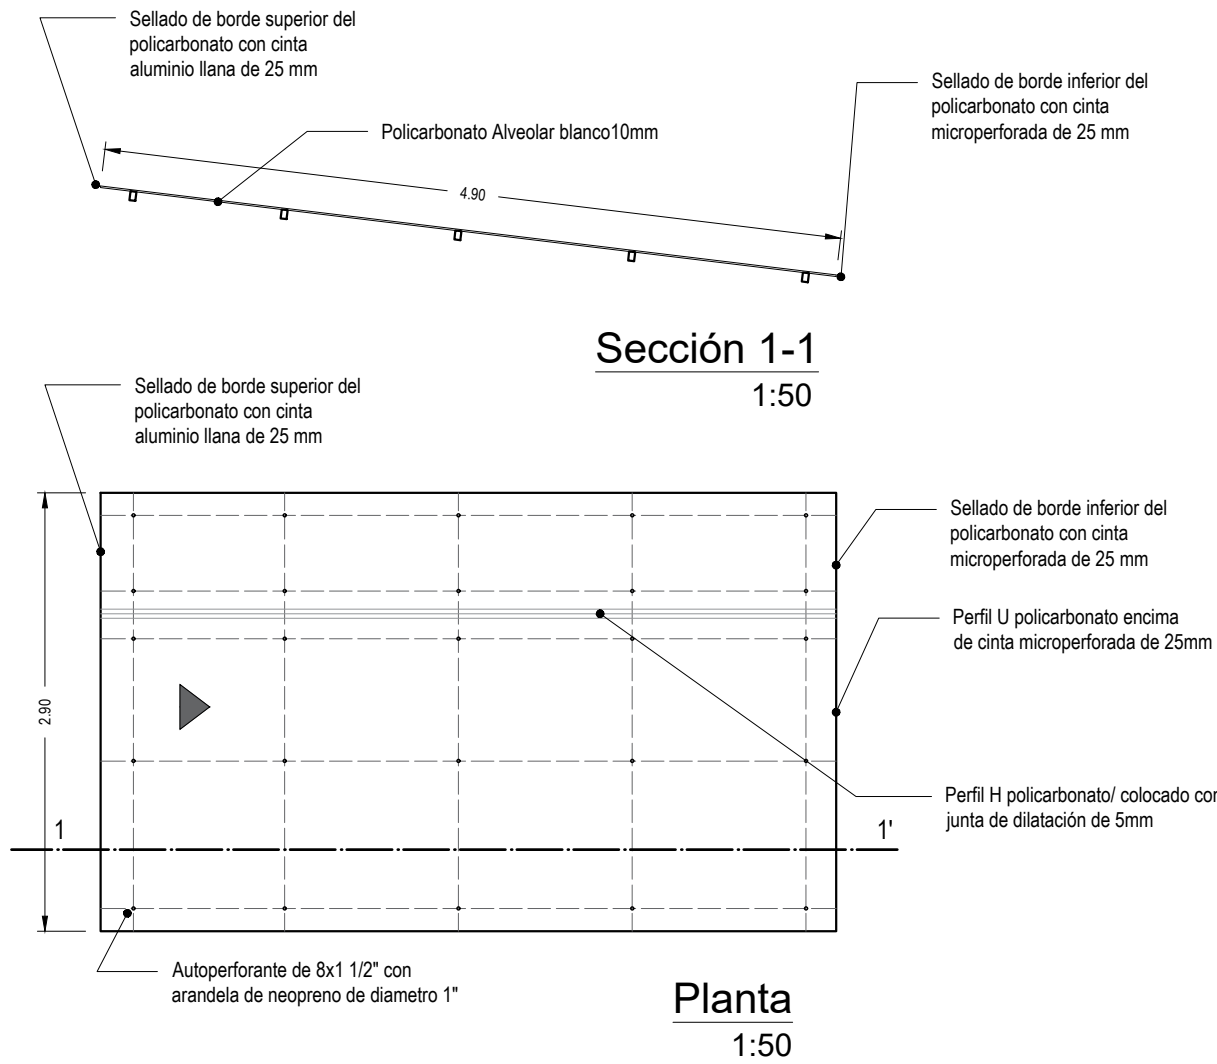 Sellado de borde superior del
policarbonato con cinta
aluminio llana de 25 mm
Sellado de borde inferior del
policarbonato con cinta
microperforada de 25 mm
Policarbonato Alveolar blanco10mm
4.90
Sección 1-1
1:50
Sellado de borde superior del
policarbonato con cinta
aluminio llana de 25 mm
Sellado de borde inferior del
policarbonato con cinta
microperforada de 25 mm
Perfil U policarbonato encima
de cinta microperforada de 25mm
2.90
Perfil H policarbonato/ colocado con
junta de dilatación de 5mm
1
1'
Autoperforante de 8x1 1/2" con
arandela de neopreno de diametro 1"
Planta
1:50